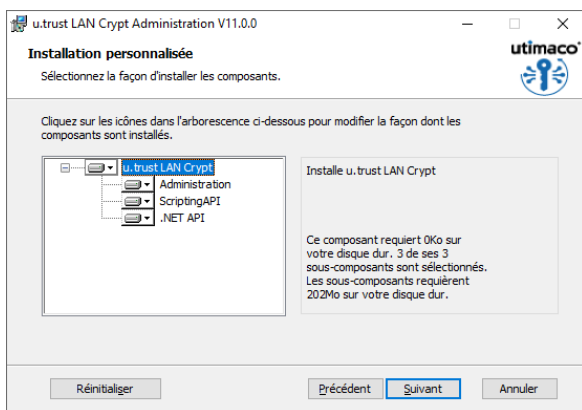 u.trust LAN Crypt Administration V11.0.0
Installation personnalisée
utimaco®
Sélectionnez la façon d'installer les composants.
Cliquez sur les icônes dans l'arborescence ci-dessous pour modifier la façon dont les
composants sont installés.
u.trust LAN Crypt
Administration
ScriptingAPI
.NET API
Installe u.trust LAN Crypt
Ce composant requiert 0Ko sur
votre disque dur. 3 de ses 3
sous-composants sont sélectionnés.
Les sous-composants requièrent
202Mo sur votre disque dur.
Réinitialiser
Précédent
Suivant
Annuler